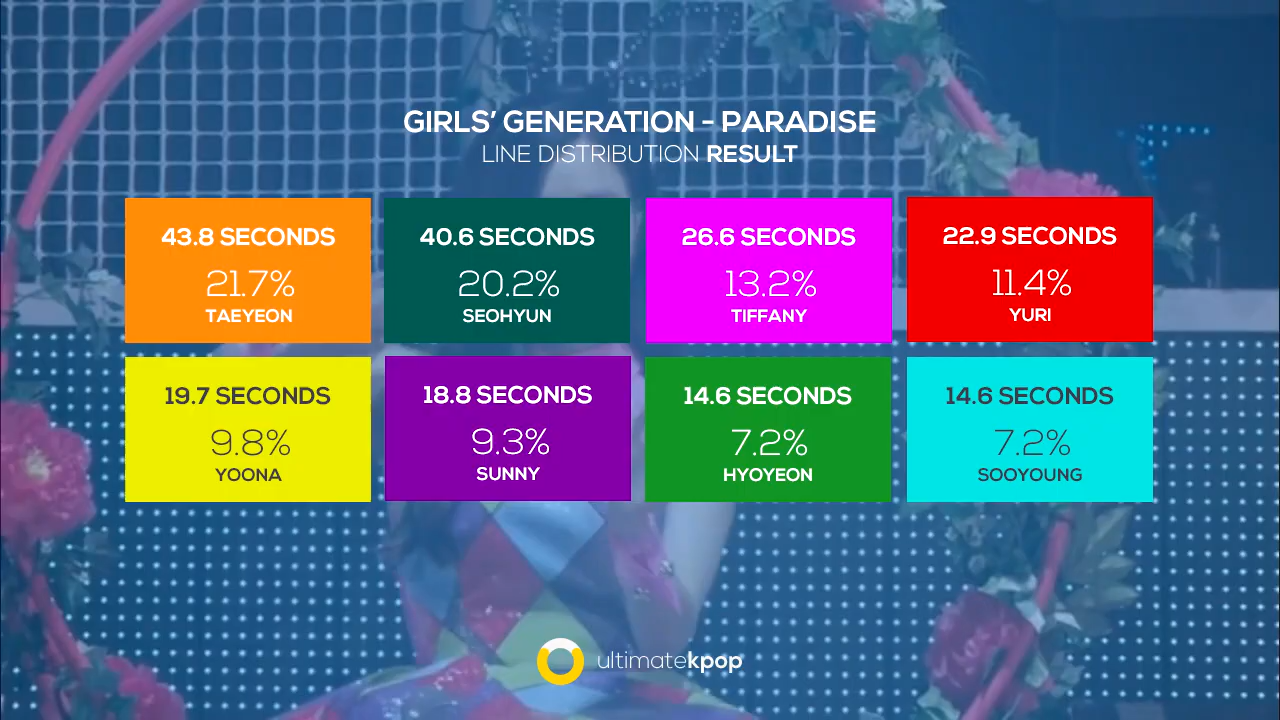 GIRLS' GENERATION - PARADISE
LINE DISTRIBUTION RESULT
43.8 SECONDS
21.7%
TAEYEON
40.6 SECONDS
20.2%
SEOHYUN
26.6 SECONDS
13.2%
TIFFANY
22.9 SECONDS
11.4%
YURI
19.7 SECONDS
9.8%
YOONA
18.8 SECONDS
9.3%
SUNNY
14.6 SECONDS
7.2%
HYOYEON
14.6 SECONDS
7.2%
SOOYOUNG
ultimatekpop